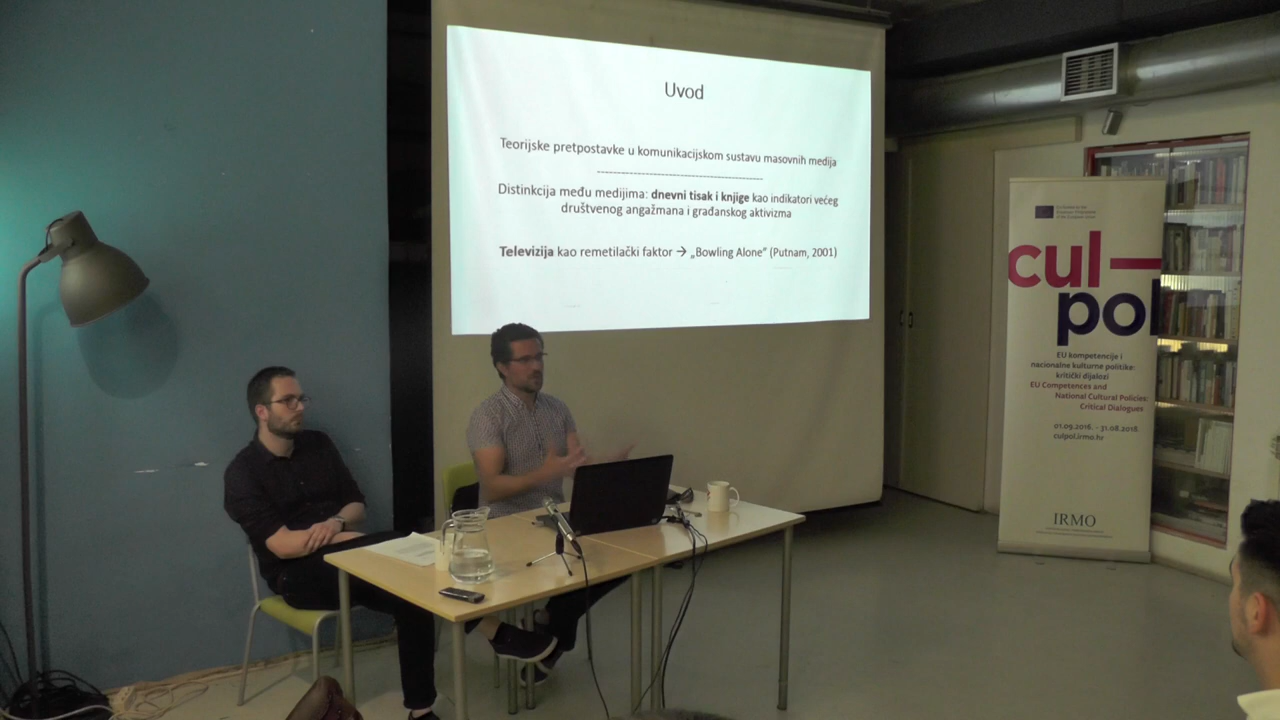 Uvod
Teorijske pretpostavke u komunikacijskom sustavu masovnih medija
--------------------------------------------
Distinkcija među medijima: dnevni tisak i knjige kao indikatori većeg
društvenog angažmana i građanskog aktivizma
Televizija kao remetilački faktor → „Bowling Alone” (Putnam, 2001)
cul—
pol
EU kompetencije i
nacionalne kulturne politike:
kritički dijalozi
EU Competences and
National Cultural Policies:
Critical Dialogues
01.09.2016. - 31.08.2018.
culpol.irmo.hr
IRMO